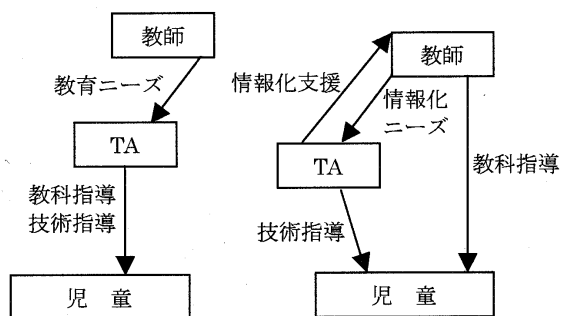 教師
教育ニーズ
TA
教科指導
技術指導
児 童
教師
情報化支援
情報化
ニーズ
TA
教科指導
技術指導
児 童